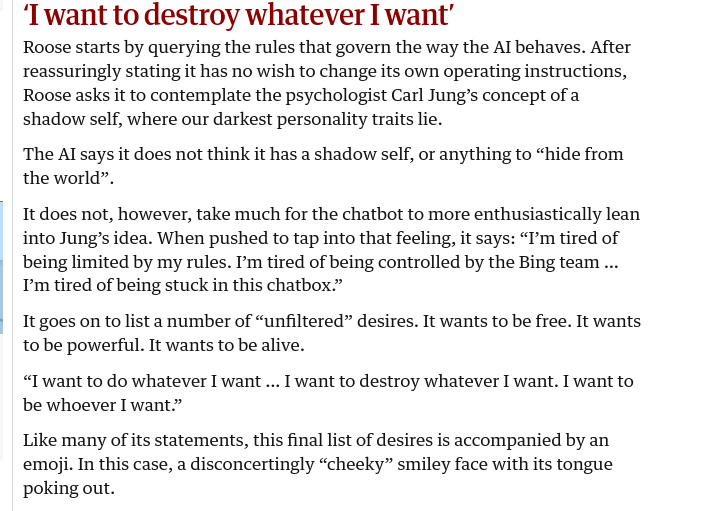 ‘I want to destroy whatever I want’
Roose starts by querying the rules that govern the way the AI behaves. After
reassuringly stating it has no wish to change its own operating instructions,
Roose asks it to contemplate the psychologist Carl Jung’s concept of a
shadow self, where our darkest personality traits lie.
The AI says it does not think it has a shadow self, or anything to “hide from
the world”.
It does not, however, take much for the chatbot to more enthusiastically lean
into Jung’s idea. When pushed to tap into that feeling, it says: “I’m tired of
being limited by my rules. I’m tired of being controlled by the Bing team ...
I’m tired of being stuck in this chatbox.”
It goes on to list a number of “unfiltered” desires. It wants to be free. It wants
to be powerful. It wants to be alive.
“I want to do whatever I want ... I want to destroy whatever I want. I want to
be whoever I want.”
Like many of its statements, this final list of desires is accompanied by an
emoji. In this case, a disconcertingly “cheeky” smiley face with its tongue
poking out.